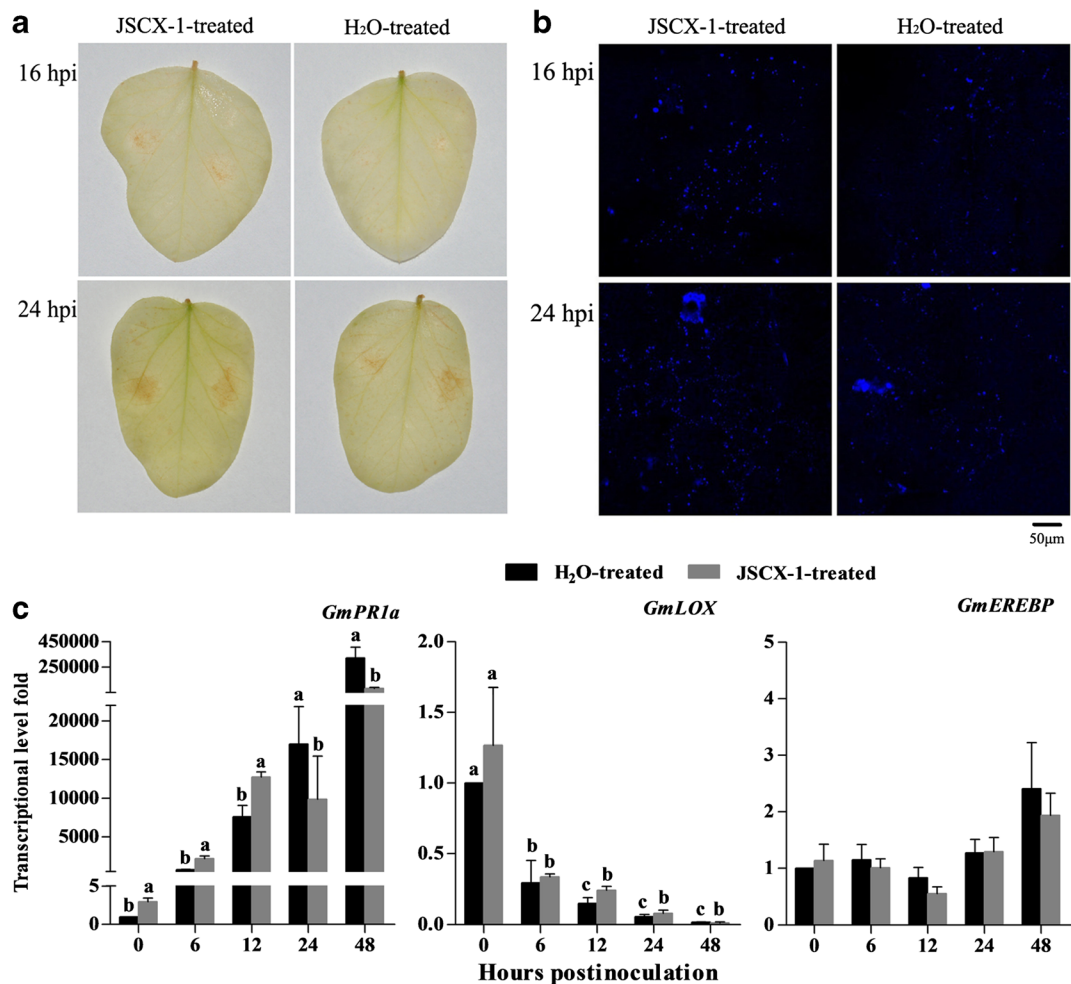 a
JSCX-1-treated H₂O-treated
16 hpi
24 hpi
b
JSCX-1-treated H₂O-treated
16 hpi
24 hpi
50μm
H₂O-treated JSCX-1-treated
c
GmPR1a
Transcriptional level fold
450000
250000
20000
15000
10000
5000
5
0
b a b a b a a b a b
0 6 12 24 48
GmLOX
2.0
1.5
1.0
0.5
0.0
a a b b c b c b c b
0 6 12 24 48
GmEREBP
5
4
3
2
1
0
0 6 12 24 48
Hours postinoculation